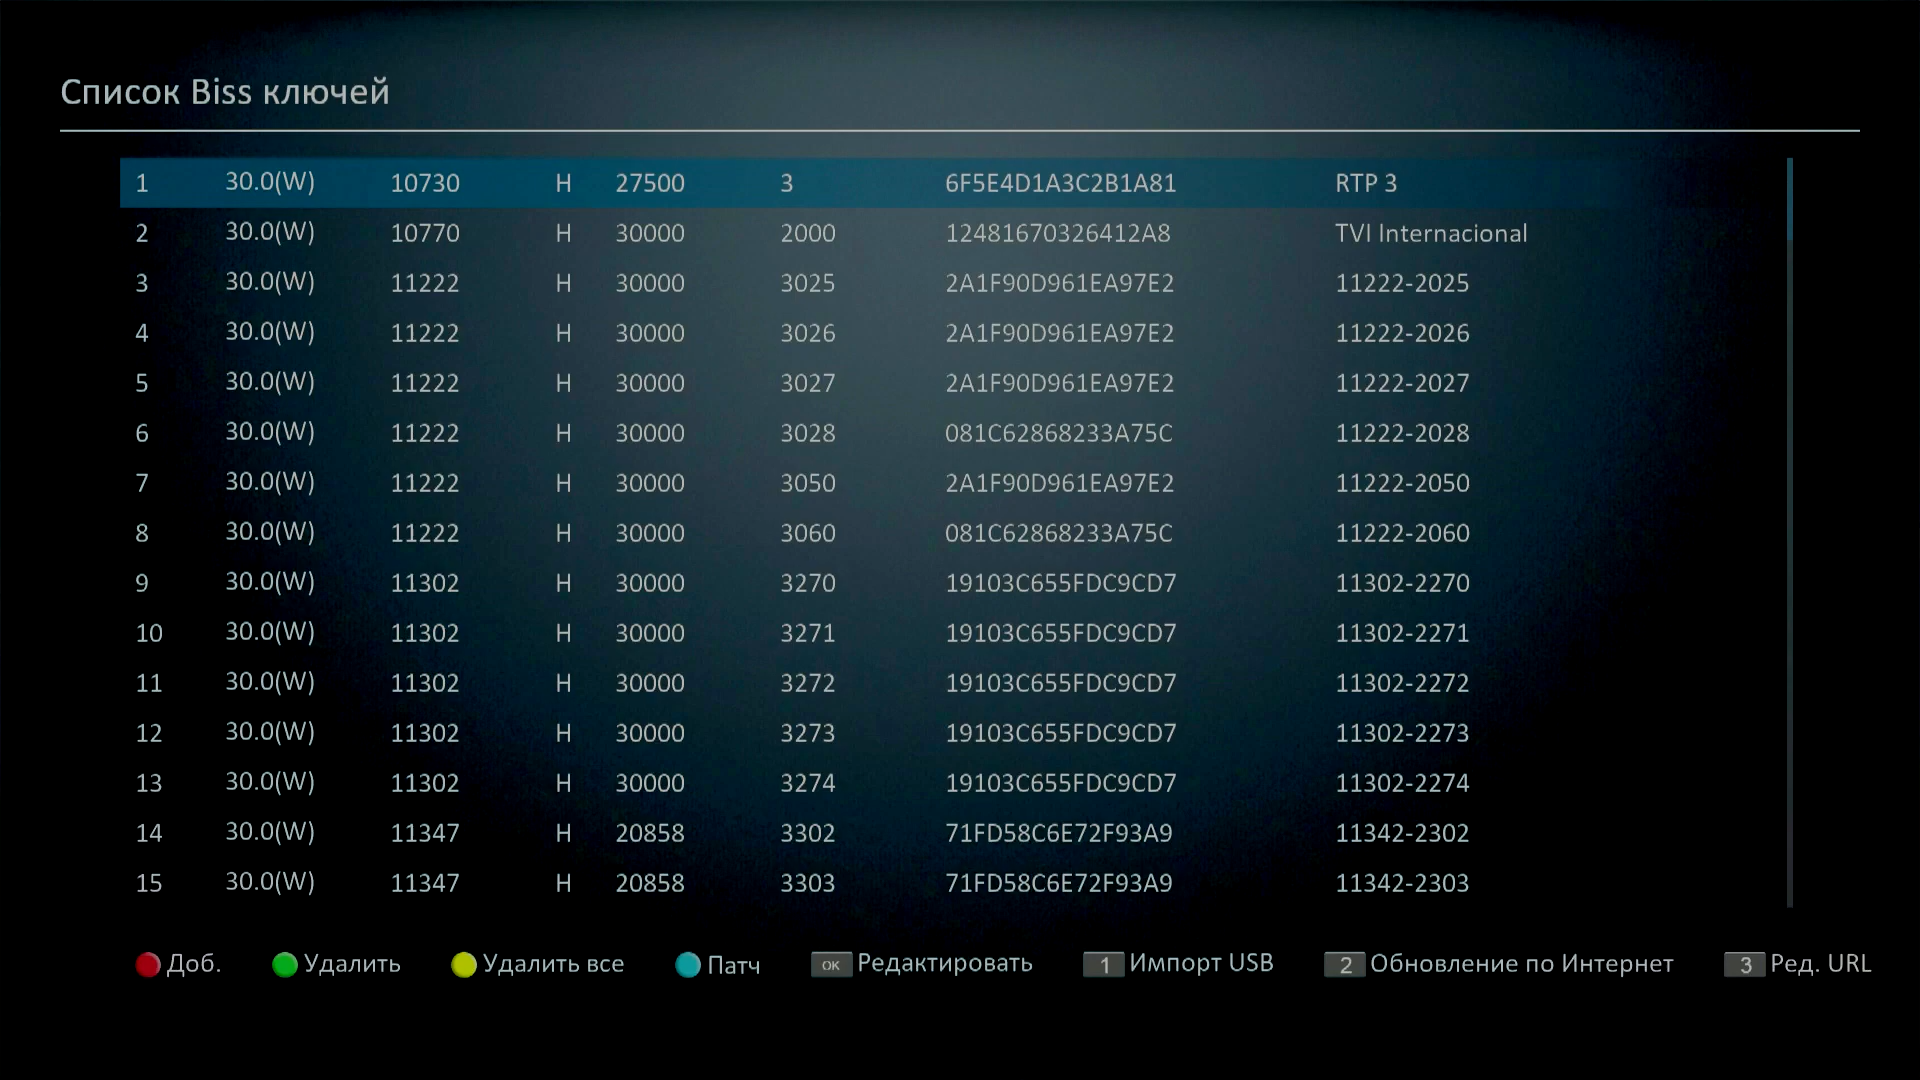 Список Biss ключей
1 30.0(W) 10730 H 27500 3 6F5E4D1A3C2B1A81 RTP 3
2 30.0(W) 10770 H 30000 2000 12481670326412A8 TVI Internacional
3 30.0(W) 11222 H 30000 3025 2A1F90D961EA97E2 11222-2025
4 30.0(W) 11222 H 30000 3026 2A1F90D961EA97E2 11222-2026
5 30.0(W) 11222 H 30000 3027 2A1F90D961EA97E2 11222-2027
6 30.0(W) 11222 H 30000 3028 081C62868233A75C 11222-2028
7 30.0(W) 11222 H 30000 3050 2A1F90D961EA97E2 11222-2050
8 30.0(W) 11222 H 30000 3060 081C62868233A75C 11222-2060
9 30.0(W) 11302 H 30000 3270 19103C655FDC9CD7 11302-2270
10 30.0(W) 11302 H 30000 3271 19103C655FDC9CD7 11302-2271
11 30.0(W) 11302 H 30000 3272 19103C655FDC9CD7 11302-2272
12 30.0(W) 11302 H 30000 3273 19103C655FDC9CD7 11302-2273
13 30.0(W) 11302 H 30000 3274 19103C655FDC9CD7 11302-2274
14 30.0(W) 11347 H 20858 3302 71FD58C6E72F93A9 11342-2302
15 30.0(W) 11347 H 20858 3303 71FD58C6E72F93A9 11342-2303
Доб. Удалить Удалить все Патч OK Редактировать 1 Импорт USB 2 Обновление по Интернет 3 Ред. URL